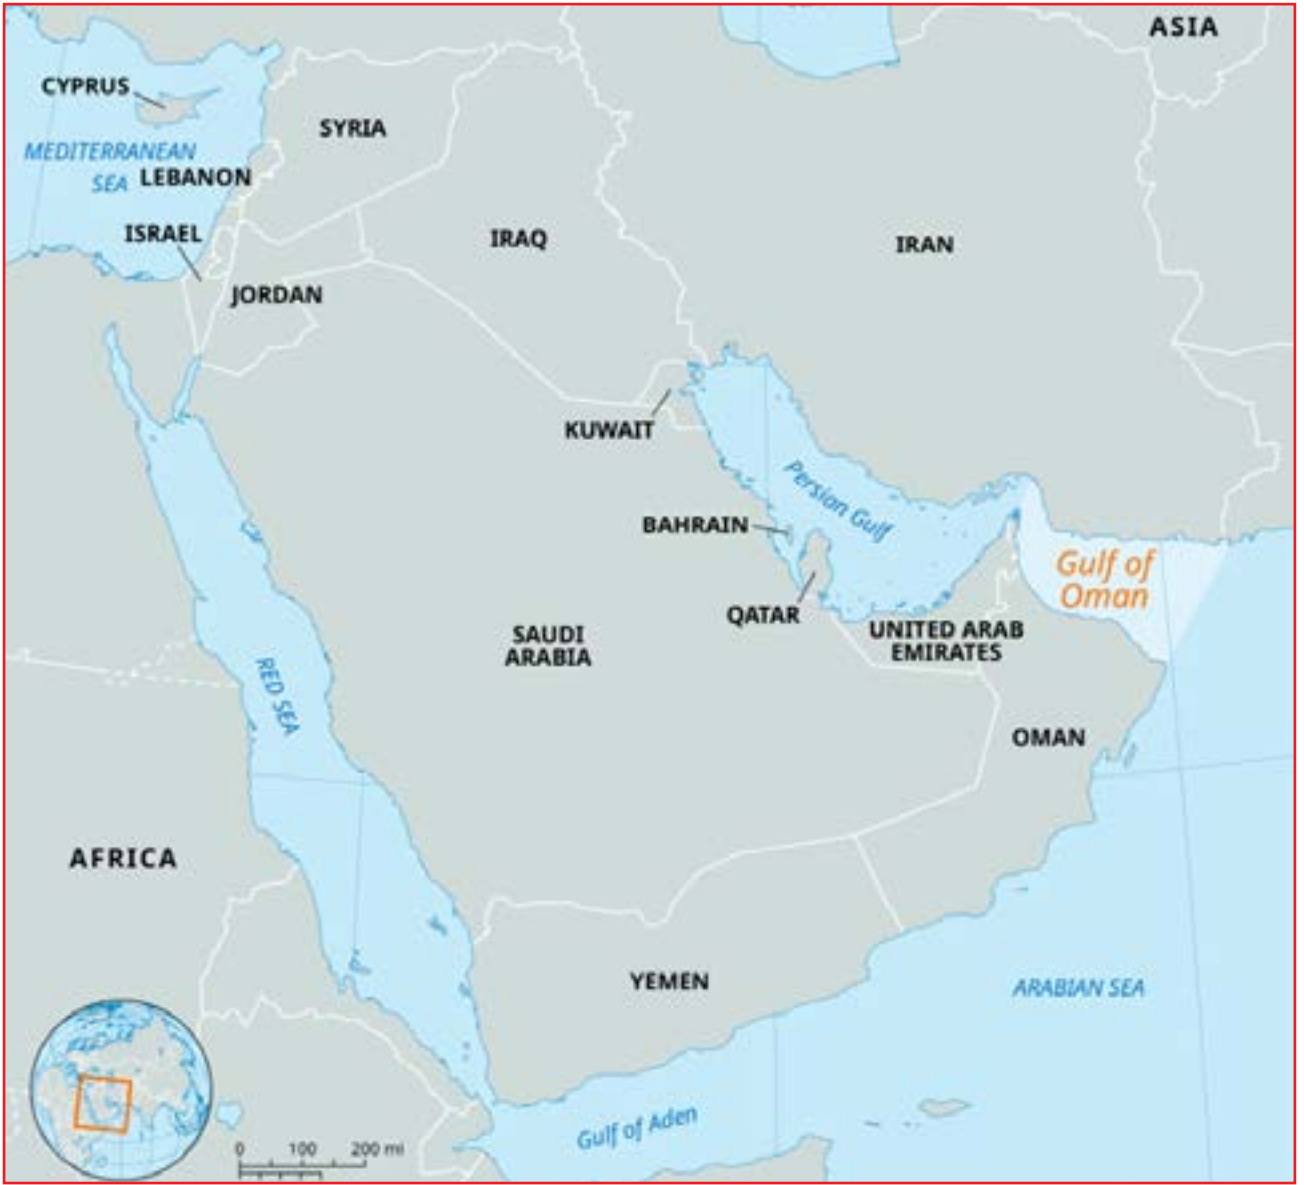 ASIA
CYPRUS
SYRIA
MEDITERRANEAN
SEA
LEBANON
ISRAEL
IRAQ
IRAN
JORDAN
KUWAIT
Persian Gulf
BAHRAIN
Gulf of
Oman
QATAR
UNITED ARAB
EMIRATES
SAUDI
ARABIA
RED SEA
OMAN
AFRICA
YEMEN
ARABIAN SEA
Gulf of Aden
0 100 200 mi